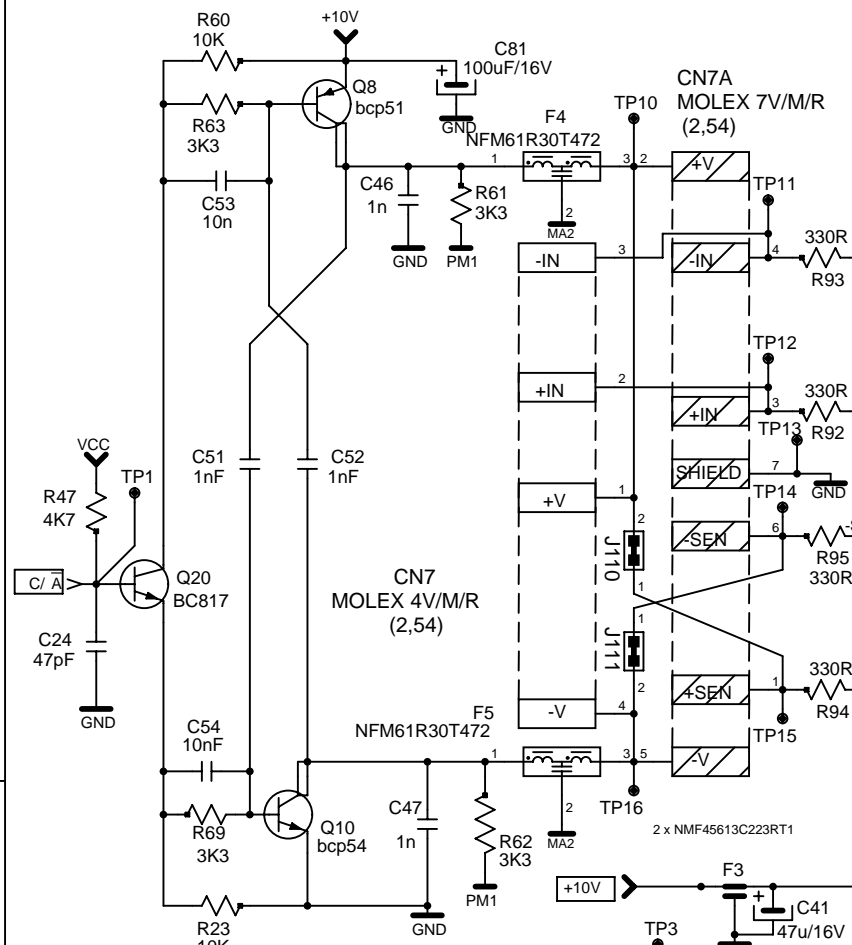 R60
10K
+10V
C81
100uF/16V
Q8
bcp51
CN7A
MOLEX 7V/M/R
(2,54)
TP10
R63
3K3
GND
F4
NFM61R30T472
1
3
2
+V
C53
10n
C46
1n
R61
3K3
2
MA2
TP11
GND
PM1
-IN
3
-IN
4
330R
R93
TP12
+IN
2
+IN
3
330R
R92
TP13
VCC
TP1
C51
1nF
C52
1nF
SHIELD
7
GND
R47
4K7
+V
1
TP14
2
J110
-SEN
6
R95
330R
C/ A
Q20
BC817
CN7
MOLEX 4V/M/R
(2,54)
1
1
J111
C24
47pF
2
+SEN
1
330R
R94
GND
C54
10nF
F5
NFM61R30T472
-V
4
TP15
1
3
5
-V
R69
3K3
Q10
bcp54
C47
1n
R62
3K3
2
MA2
TP16
2 x NMF45613C223RT1
PM1
+10V
F3
C41
47u/16V
R23
10K
GND
TP3